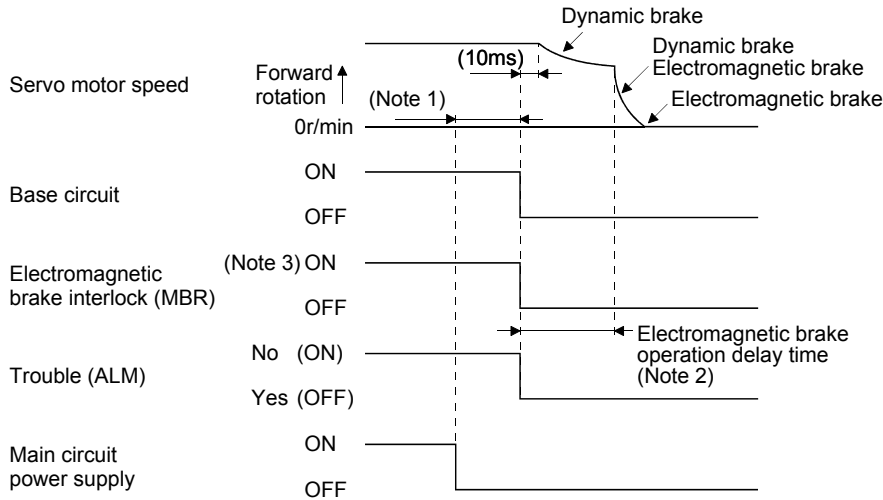 Dynamic brake
(10ms)
Dynamic brake
Electromagnetic brake
Servo motor speed
Forward
rotation
(Note 1)
Electromagnetic brake
0r/min
ON
Base circuit
OFF
Electromagnetic
brake interlock (MBR)
(Note 3) ON
OFF
Electromagnetic brake
operation delay time
(Note 2)
Trouble (ALM)
No (ON)
Yes (OFF)
Main circuit
power supply
ON
OFF